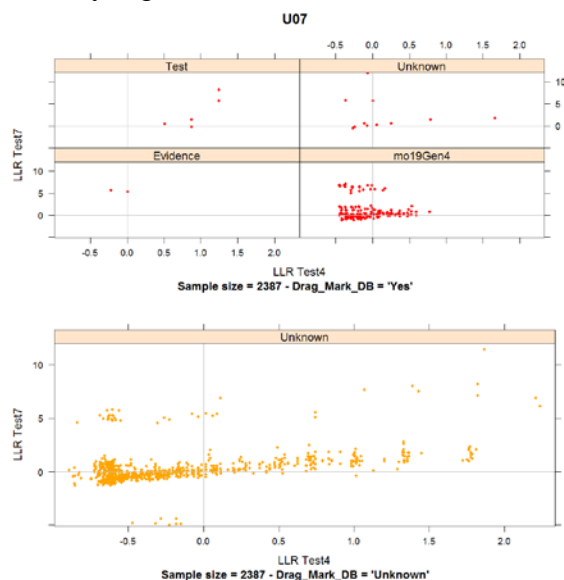 U07
-0.5 0.0 0.5 1.0 1.5 2.0
Test Unknown
10
5
0
Evidence mo19Gen4
10
5
0
-0.5 0.0 0.5 1.0 1.5 2.0
LLR Test7
LLR Test4
Sample size = 2387 - Drag_Mark_DB = 'Yes'
Unknown
10
5
0
-0.5 0.0 0.5 1.0 1.5 2.0
LLR Test7
LLR Test4
Sample size = 2387 - Drag_Mark_DB = 'Unknown'